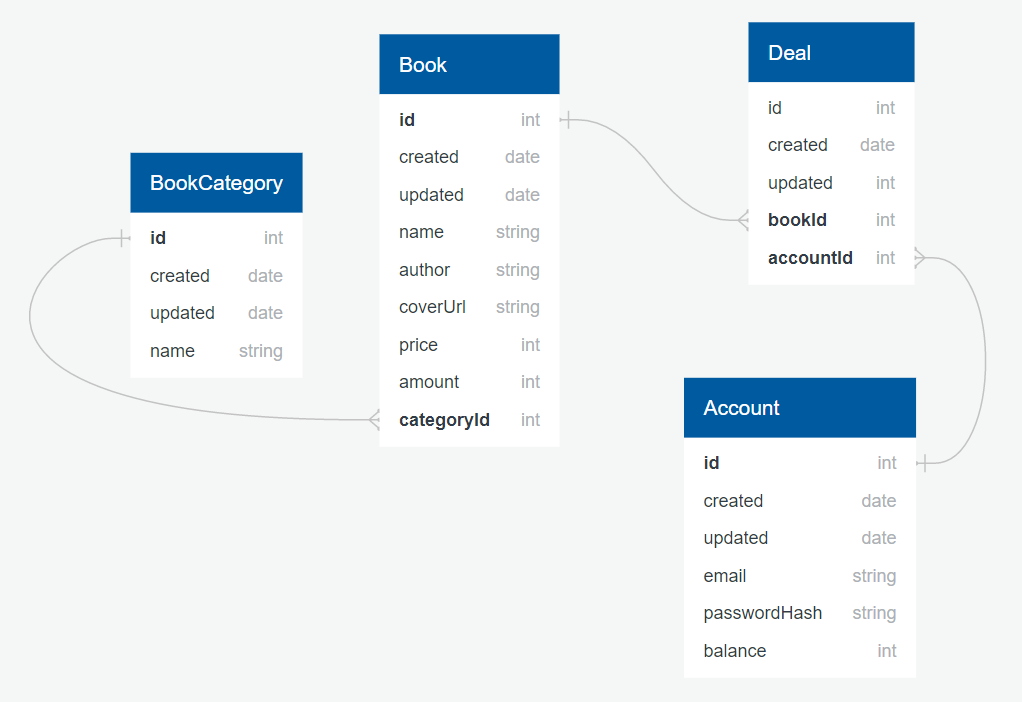 BookCategory
id int
created date
updated date
name string
Book
id int
created date
updated date
name string
author string
coverUrl string
price int
amount int
categoryId int
Deal
id int
created date
updated int
bookId int
accountId int
Account
id int
created date
updated date
email string
passwordHash string
balance int